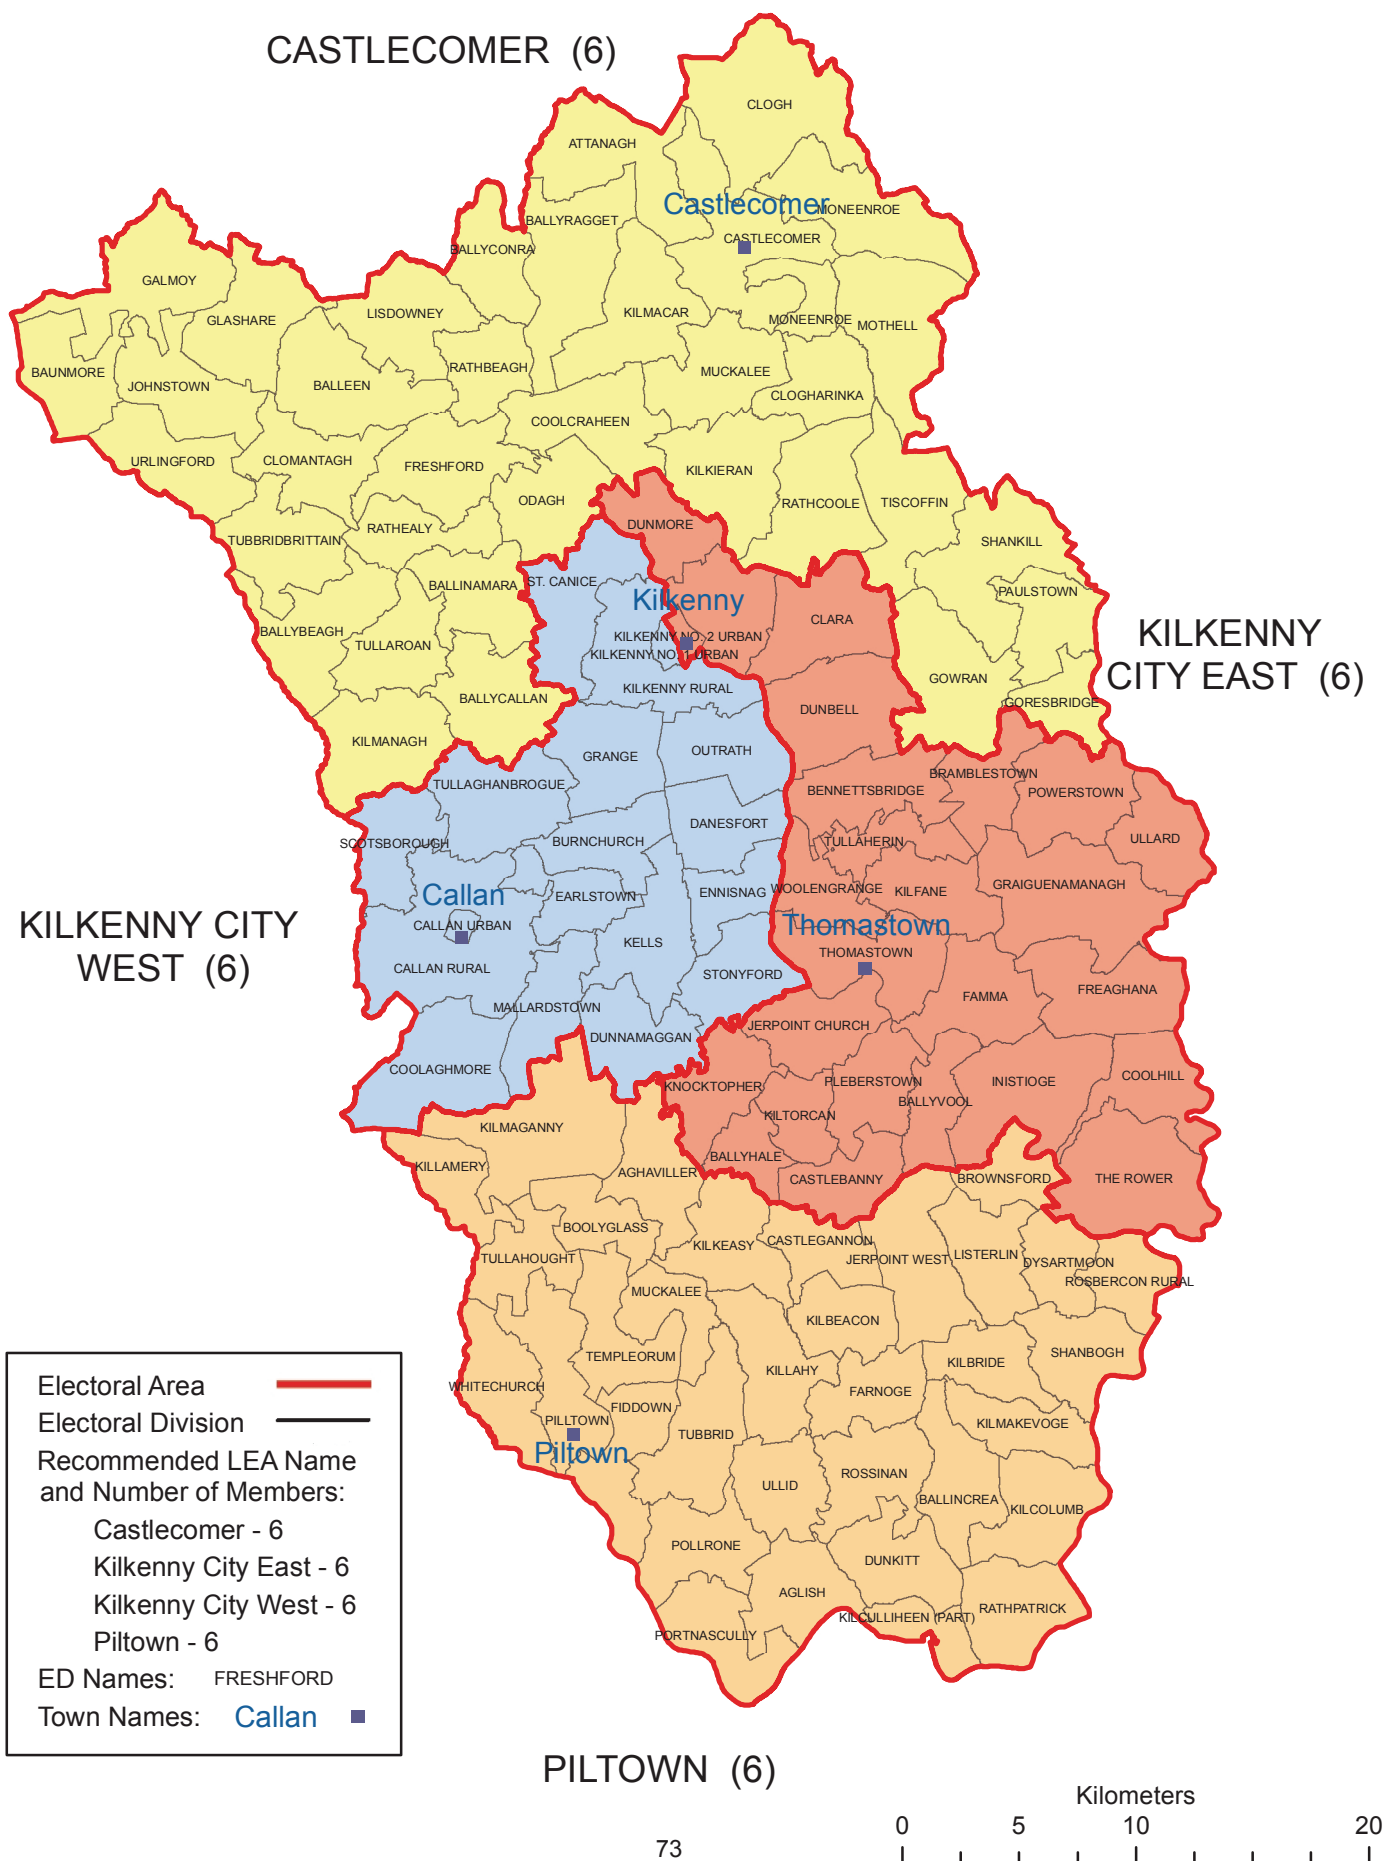 CASTLECOMER (6)
CLOGH
ATTANAGH
Castlecomer
MONEENROE
BALLYRAGGET
CASTLECOMER
BALLYCONRA
GALMOY
LISDOWNEY
KILMACAR
GLASHARE
MONEENROE
MOTHELL
BAUNMORE
RATHBEAGH
MUCKALEE
JOHNSTOWN
BALLEEN
CLOGHARINKA
COOLCRAHEEN
URLINGFORD
CLOMANTAGH
FRESHFORD
KILKIERAN
ODAGH
RATHCOOLE
TISCOFFIN
DUNMORE
RATHEALY
TUBBRIDBRITTAIN
SHANKILL
ST. CANICE
BALLINAMARA
PAULSTOWN
Kilkenny
CLARA
BALLYBEAGH
KILKENNY NO. 2 URBAN
KILKENNY
CITY EAST (6)
TULLAROAN
KILKENNY NO. 1 URBAN
GOWRAN
KILKENNY RURAL
BALLYCALLAN
GORESBRIDGE
DUNBELL
KILMANAGH
OUTRATH
GRANGE
BRAMBLESTOWN
TULLAGHANBROGUE
BENNETTSBRIDGE
POWERSTOWN
DANESFORT
ULLARD
SCOTSBOROUGH
BURNCHURCH
TULLAHERIN
GRAIGUENAMANAGH
Callan
EARLSTOWN
ENNISNAG
WOOLENGRANGE
KILFANE
KILKENNY CITY
WEST (6)
CALLAN URBAN
Thomastown
KELLS
THOMASTOWN
CALLAN RURAL
STONYFORD
FREAGHANA
FAMMA
MALLARDSTOWN
JERPOINT CHURCH
DUNNAMAGGAN
COOLAGHMORE
COOLHILL
KNOCKTOPHER
PLEBERSTOWN
INISTIOGE
BALLYVOOL
KILTORCAN
KILMAGANNY
BALLYHALE
KILLAMERY
AGHAVILLER
CASTLEBANNY
BROWNSFORD
THE ROWER
BOOLYGLASS
KILKEASY
CASTLEGANNON
TULLAHOUGHT
JERPOINT WEST
LISTERLIN
DYSARTMOON
ROSBERCON RURAL
MUCKALEE
KILBEACON
TEMPLEORUM
KILLAHY
KILBRIDE
SHANBOGH
WHITECHURCH
FARNOGE
FIDDOWN
PILLTOWN
KILMAKEVOGE
TUBBRID
Piltown
ROSSINAN
ULLID
BALLINCREA
KILCOLUMB
POLLRONE
DUNKITT
AGLISH
RATHPATRICK
KILCULLIHEEN (PART)
PORTNASCULLY
Electoral Area
Electoral Division
Recommended LEA Name
and Number of Members:
Castlecomer - 6
Kilkenny City East - 6
Kilkenny City West - 6
Piltown - 6
ED Names: FRESHFORD
Town Names: Callan
PILTOWN (6)
Kilometers
0 5 10 20
73